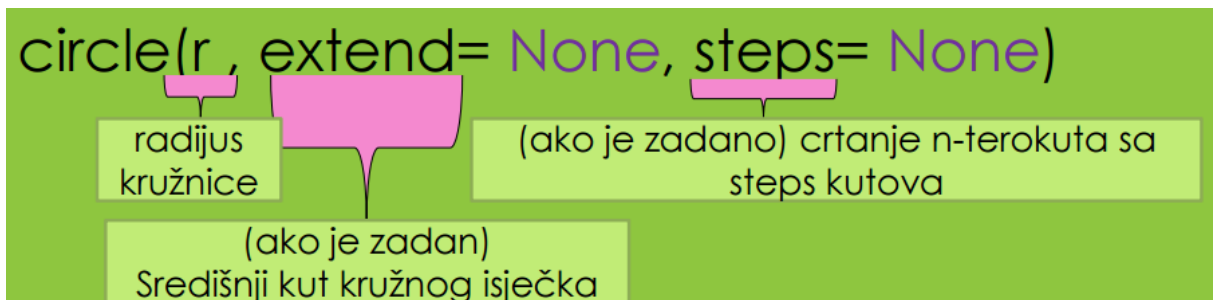 circle(r , extend= None, steps= None)
radijus
kružnice
(ako je zadano) crtanje n-terokuta sa
steps kutova
(ako je zadan)
Središnji kut kružnog isječka